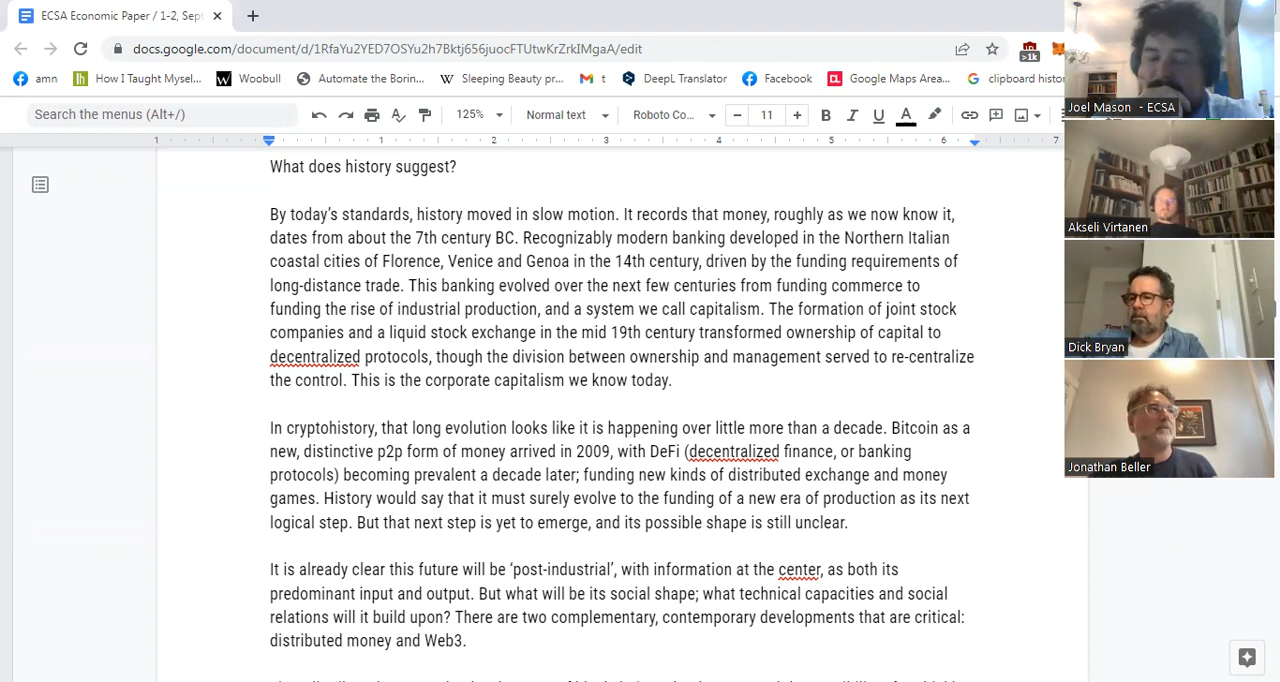 ECSA Economic Paper / 1-2, Sept
docs.google.com/document/d/1RfaYu2YED7OSYu2h7Bktj656juocFTUtwKrZrkIMgaA/edit
>1k
amn
How I Taught Mysel...
Woobull
Automate the Borin...
Sleeping Beauty pr...
t
DeepL Translator
Facebook
Google Maps Area...
clipboard histor
Search the menus (Alt+/)
125%
Normal text
Roboto Co...
11
B
I
U
A
1 1 2 3 4 5 6 7
What does history suggest?
By today’s standards, history moved in slow motion. It records that money, roughly as we now know it,
dates from about the 7th century BC. Recognizably modern banking developed in the Northern Italian
coastal cities of Florence, Venice and Genoa in the 14th century, driven by the funding requirements of
long-distance trade. This banking evolved over the next few centuries from funding commerce to
funding the rise of industrial production, and a system we call capitalism. The formation of joint stock
companies and a liquid stock exchange in the mid 19th century transformed ownership of capital to
decentralized protocols, though the division between ownership and management served to re-centralize
the control. This is the corporate capitalism we know today.
In cryptohistory, that long evolution looks like it is happening over little more than a decade. Bitcoin as a
new, distinctive p2p form of money arrived in 2009, with DeFi (decentralized finance, or banking
protocols) becoming prevalent a decade later; funding new kinds of distributed exchange and money
games. History would say that it must surely evolve to the funding of a new era of production as its next
logical step. But that next step is yet to emerge, and its possible shape is still unclear.
It is already clear this future will be ‘post-industrial’, with information at the center, as both its
predominant input and output. But what will be its social shape; what technical capacities and social
relations will it build upon? There are two complementary, contemporary developments that are critical:
distributed money and Web3.
Joel Mason - ECSA
Akseli Virtanen
Dick Bryan
Jonathan Beller